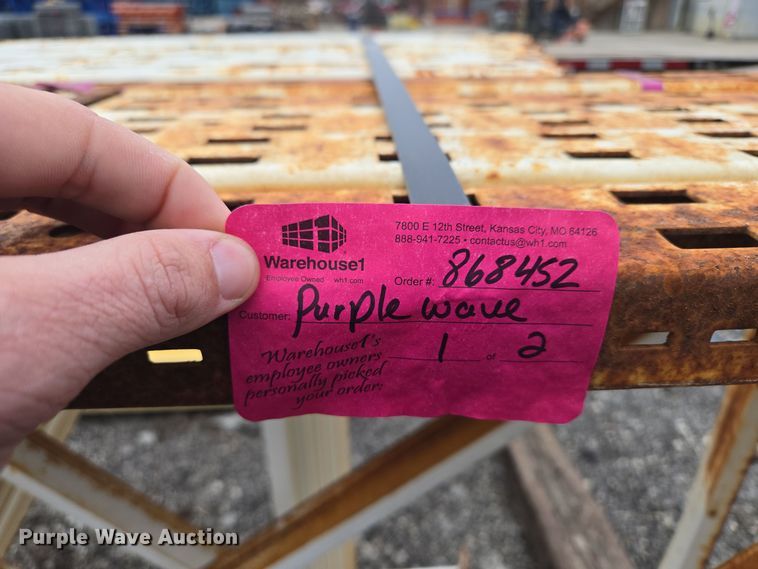 7800 E 12th Street, Kansas City, MO 64126
888-941-7225 • contactus@wh1.com
Warehouse1
Employee Owned wh1.com
Order #: 868452
Customer: Purple wave
Warehouse1's
employee owners
personally picked
your order:
1 of 2
Purple Wave Auction